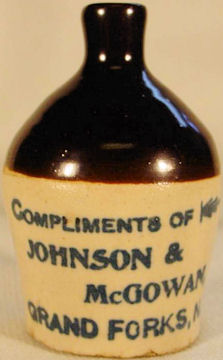 COMPLIMENTS OF
JOHNSON &
McGOWAN
GRAND FORKS, N